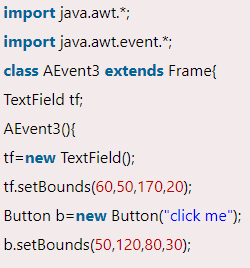 import java.awt.*;
import java.awt.event.*;
class AEvent3 extends Frame{
TextField tf;
AEvent3(){
tf=new TextField();
tf.setBounds(60,50,170,20);
Button b=new Button("click me");
b.setBounds(50,120,80,30);